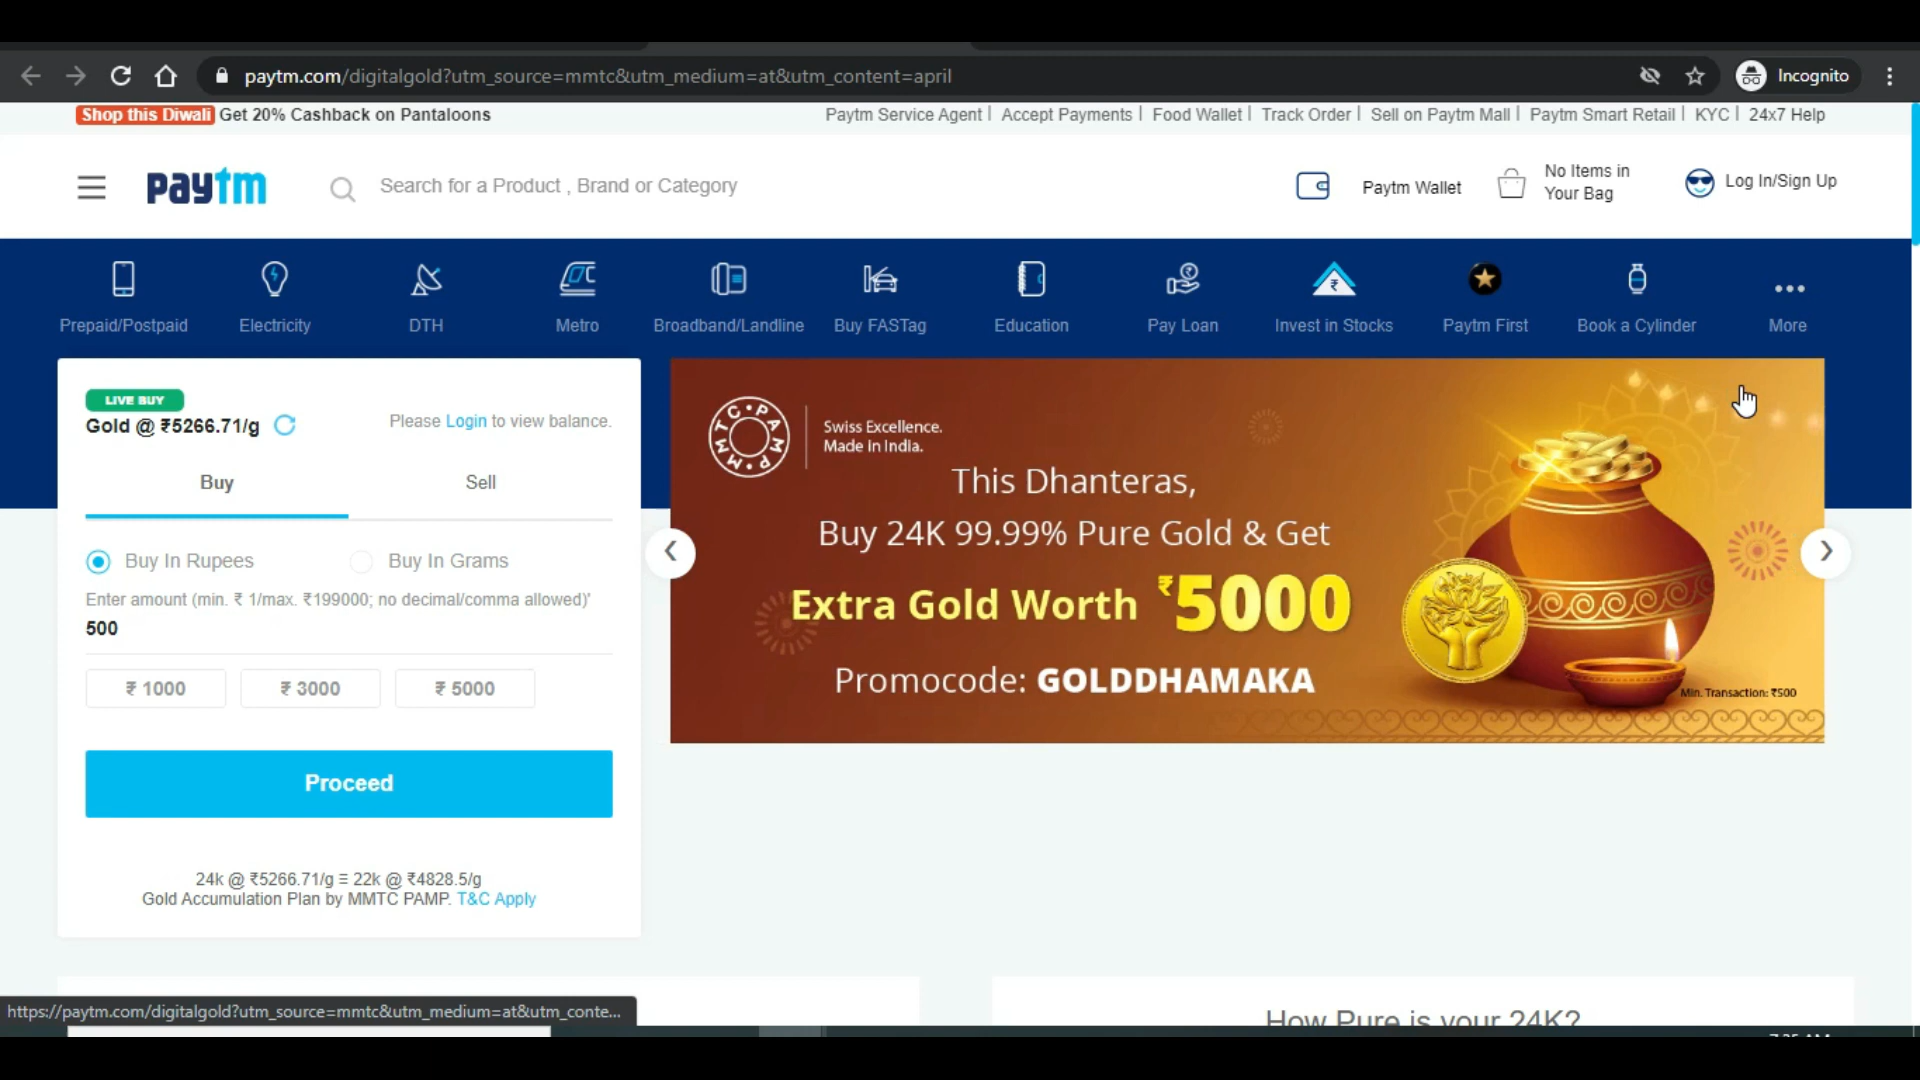 paytm.com/digitalgold?utm_source=mmtc&utm_medium=at&utm_content=april
Incognito
Shop this Diwali Get 20% Cashback on Pantaloons
Paytm Service Agent | Accept Payments | Food Wallet | Track Order | Sell on Paytm Mall | Paytm Smart Retail | KYC | 24x7 Help
paytm
Search for a Product , Brand or Category
Paytm Wallet
No Items in
Your Bag
Log In/Sign Up
Prepaid/Postpaid
Electricity
DTH
Metro
Broadband/Landline
Buy FASTag
Education
Pay Loan
Invest in Stocks
Paytm First
Book a Cylinder
More
LIVE BUY
Gold @ ₹5266.71/g
Please Login to view balance.
Buy
Sell
Buy In Rupees
Buy In Grams
Enter amount (min. ₹ 1/max. ₹199000; no decimal/comma allowed)'
500
₹ 1000
₹ 3000
₹ 5000
Proceed
24k @ ₹5266.71/g = 22k @ ₹4828.5/g
Gold Accumulation Plan by MMTC PAMP. T&C Apply
MMTC•PAMP
Swiss Excellence.
Made in India.
This Dhanteras,
Buy 24K 99.99% Pure Gold & Get
Extra Gold Worth ₹5000
Promocode: GOLDDHAMAKA
Min. Transaction: ₹500
How Pure is your 24K?
https://paytm.com/digitalgold?utm_source=mmtc&utm_medium=at&utm_conte...